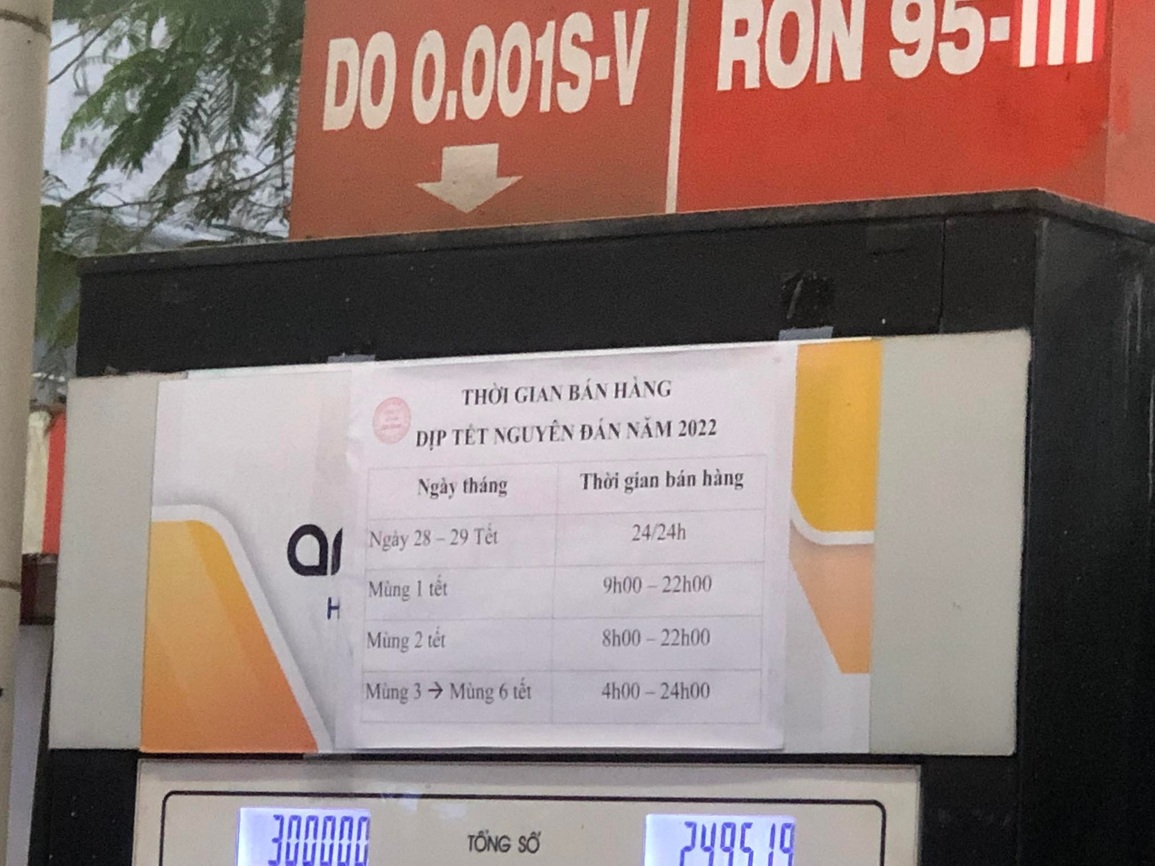 DO 0.001S-V
RON 95-III
THỜI GIAN BÁN HÀNG
DỊP TẾT NGUYÊN ĐÁN NĂM 2022
Ngày tháng Thời gian bán hàng
Ngày 28 – 29 Tết 24/24h
Mùng 1 tết 9h00 – 22h00
Mùng 2 tết 8h00 – 22h00
Mùng 3 → Mùng 6 tết 4h00 – 24h00
300000 TỔNG SỐ 249519